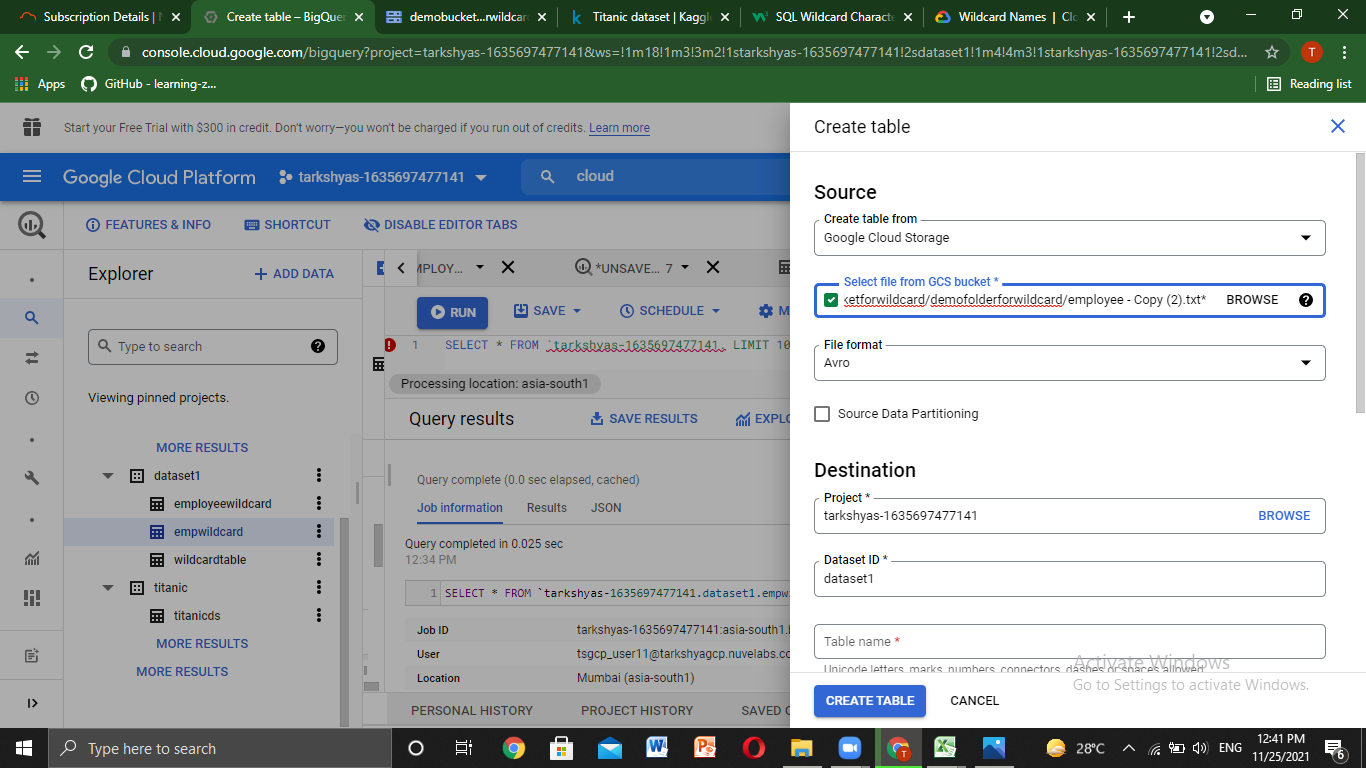 Subscription Details | N
Create table – BigQuer
demobucket...rwildcar
Titanic dataset | Kaggl
SQL Wildcard Characte
Wildcard Names | Clo
console.cloud.google.com/bigquery?project=tarkshyas-1635697477141&ws=!1m18!1m3!3m2!1starkshyas-1635697477141!2sdataset1!1m4!4m3!1starkshyas-1635697477141!2sd...
T
Apps
GitHub - learning-z...
Reading list
Start your Free Trial with $300 in credit. Don't worry—you won't be charged if you run out of credits. Learn more
Google Cloud Platform
tarkshyas-1635697477141
cloud
FEATURES & INFO
SHORTCUT
DISABLE EDITOR TABS
Explorer
+ ADD DATA
Type to search
Viewing pinned projects.
MORE RESULTS
dataset1
employeewildcard
empwildcard
wildcardtable
titanic
titanicds
MORE RESULTS
MORE RESULTS
MPLOY...
*UNSAVE... 7
RUN
SAVE
SCHEDULE
M
1 SELECT * FROM `tarkshyas-1635697477141. LIMIT 10
Processing location: asia-south1
Query results
SAVE RESULTS
EXPLO
Query complete (0.0 sec elapsed, cached)
Job information
Results
JSON
Query completed in 0.025 sec
12:34 PM
1 SELECT * FROM `tarkshyas-1635697477141.dataset1.empw
Job ID tarkshyas-1635697477141:asia-south1.
User tsgcp_user11@tarkshyagcp.nuvelabs.co
Location Mumbai (asia-south1)
PERSONAL HISTORY
PROJECT HISTORY
SAVED
Create table
Source
Create table from
Google Cloud Storage
Select file from GCS bucket *
ketforwildcard/demofolderforwildcard/employee - Copy (2).txt*
BROWSE
File format
Avro
Source Data Partitioning
Destination
Project *
tarkshyas-1635697477141
BROWSE
Dataset ID *
dataset1
Table name *
Unicode letters, marks, numbers, connectors, dashes or spaces allowed.
CREATE TABLE
CANCEL
Activate Windows
Go to Settings to activate Windows.
Type here to search
28°C
ENG
12:41 PM
11/25/2021
6